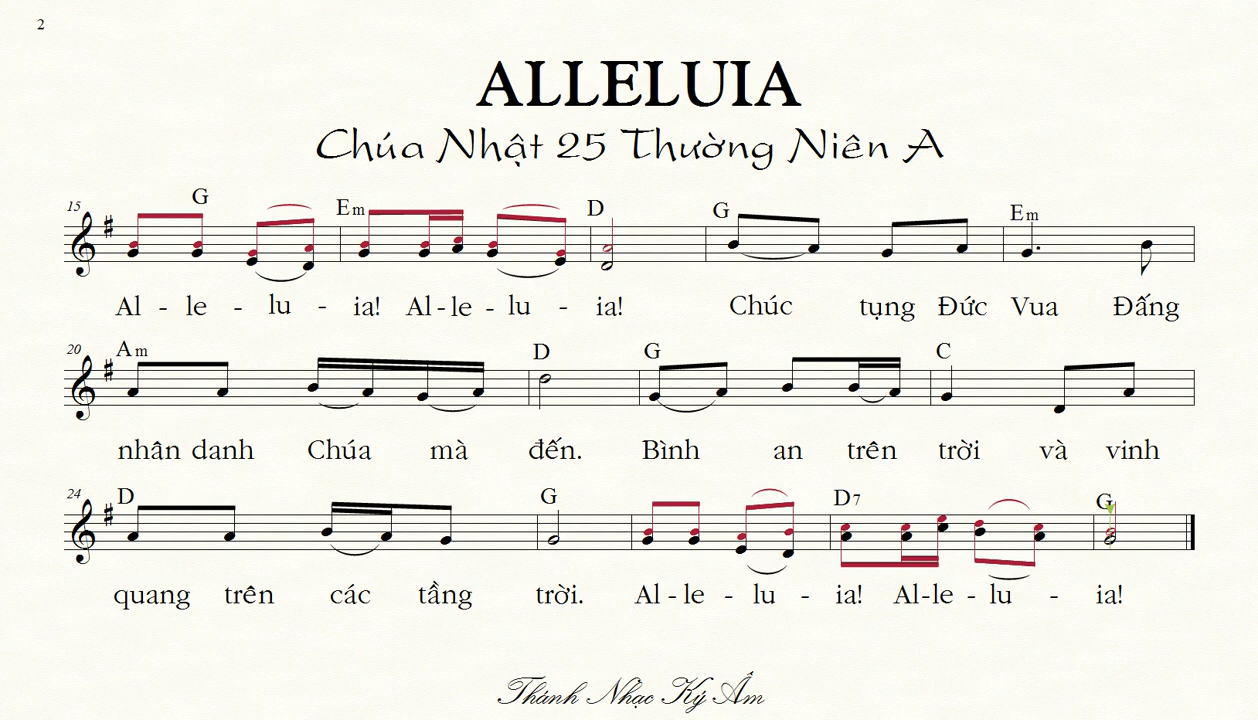 2
ALLELUIA
Chúa Nhật 25 Thường Niên A
15 G Em D G Em
Al - le - lu - ia! Al - le - lu - ia! Chúc tụng Đức Vua Đấng
20 Am D G C
nhân danh Chúa mà đến. Bình an trên trời và vinh
24 D G D7 G
quang trên các tầng trời. Al - le - lu - ia! Al - le - lu - ia!
Thánh Nhạc Ký Âm